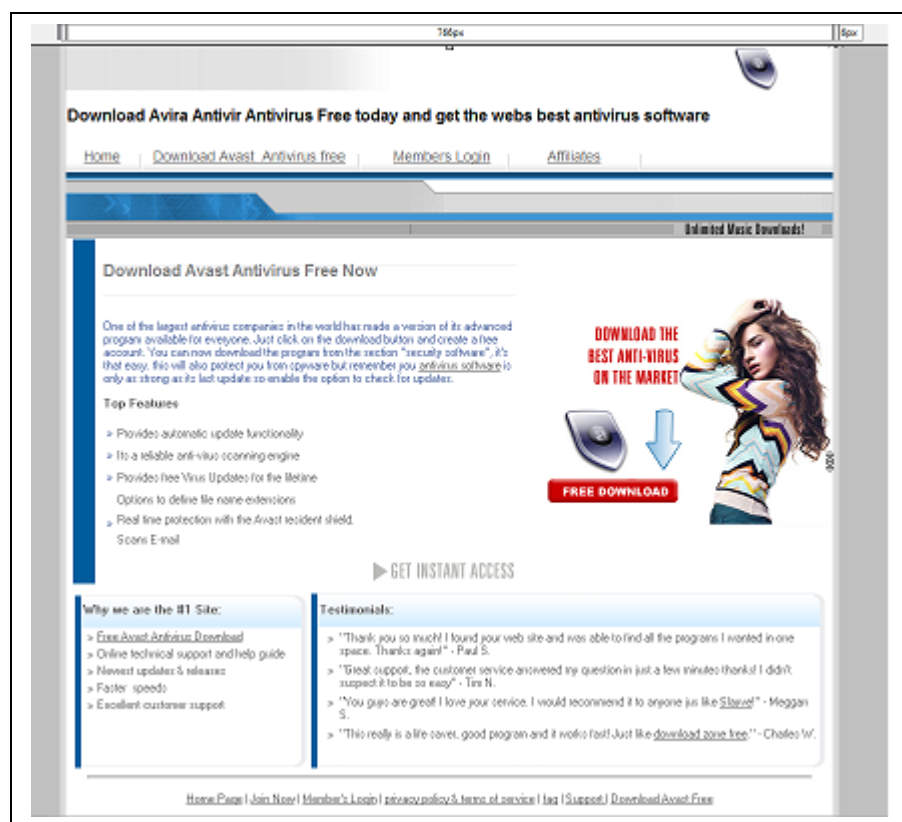 766px
6px
Download Avira Antivir Antivirus Free today and get the webs best antivirus software
Home | Download Avast Antivirus free | Members Login | Affiliates |
Unlimited Music Downloads!
Download Avast Antivirus Free Now
One of the largest antivirus companies in the world has made a version of its advanced
program available for everyone. Just click on the download button and create a free
account. You can now download the program from the section "security software", it's
that easy, this will also protect you from spyware but remember you antivirus software is
only as strong as its last update so enable the option to check for updates.
DOWNLOAD THE
BEST ANTI-VIRUS
ON THE MARKET
Top Features
» Provides automatic update functionality
» Its a reliable anti-virus scanning engine
» Provides free Virus Updates for the lifetime
Options to define file name extensions
» Real time protection with the Avast resident shield.
Scans E-mail
FREE DOWNLOAD
GET INSTANT ACCESS
Why we are the #1 Site:
» Free Avast Antivirus Download
» Online technical support and help guide
» Newest updates & releases
» Faster speeds
» Excellent customer support
Testimonials:
» "Thank you so much! I found your web site and was able to find all the programs I wanted in one
space. Thanks again!" - Paul S.
» "Great support, the customer service answered my question in just a few minutes thanks! I didn't
suspect it to be so easy" - Tim N.
» "You guys are great! I love your service. I would recommend it to anyone jus like - Meggan
S.
» "This really is a life saver, good program and it works fast! Just like download zone free." - Charles W.
Home Page | Join Now | Member's Login | privacy policy & terms of service | faq | Support | Download Avast Free